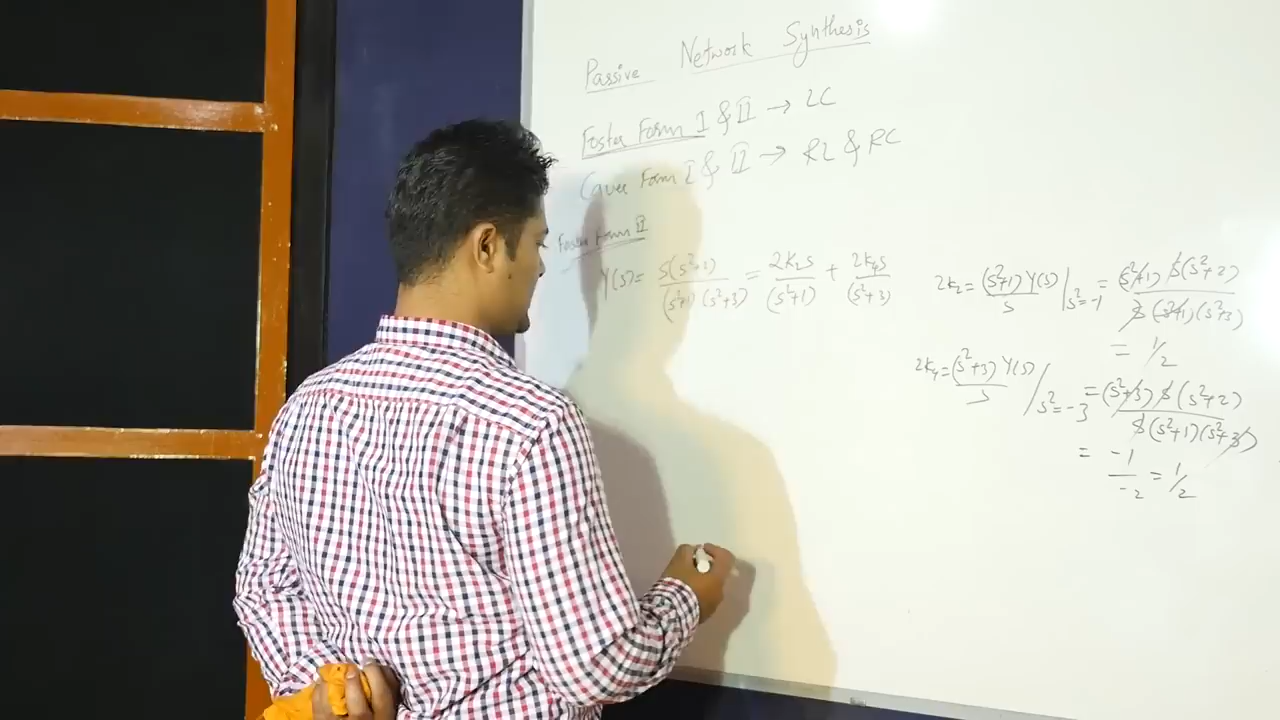 Passive Network Synthesis
Foster Form I & II → LC
Cauer Form I & II → RL & RC
Foster Form II
Y(s) = s(s²+2) / (s²+1)(s²+3) = 2K₂s / (s²+1) + 2K₄s / (s²+3)
2K₂ = (s²+1) Y(s) / s | s²=-1 = (s²+1) s(s²+2) / s (s²+1)(s²+3)
= 1/2
2K₄ = (s²+3) Y(s) / s / s²=-3 = (s²+3) s (s²+2) / s (s²+1)(s²+3)
= -1 / -2 = 1/2